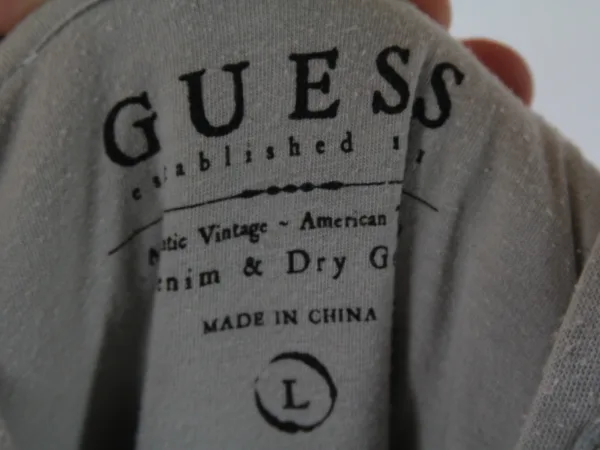 GUESS
established
Vintage ~ American
& Dry
MADE IN CHINA
L